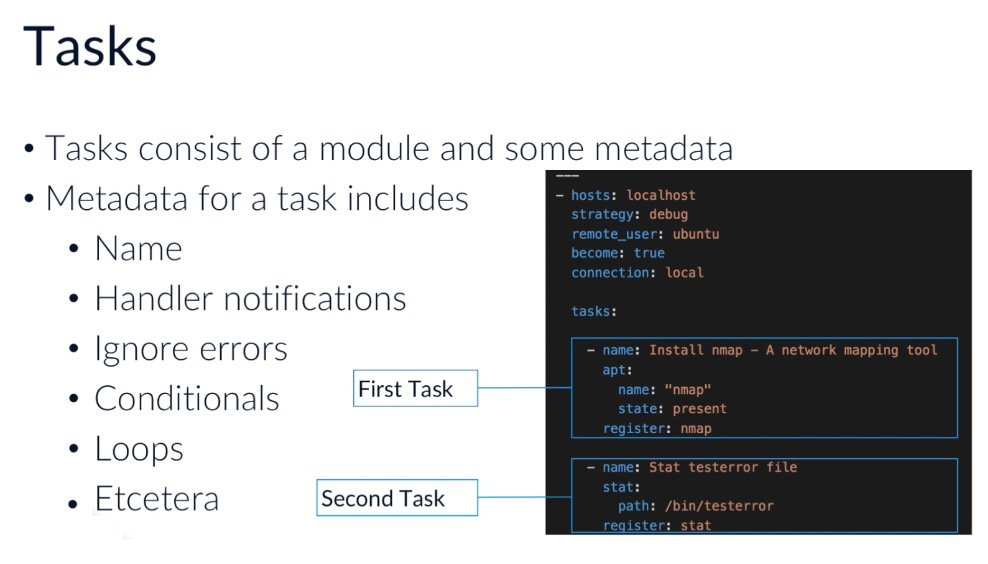 Tasks
• Tasks consist of a module and some metadata
• Metadata for a task includes
• Name
• Handler notifications
• Ignore errors
• Conditionals
• Loops
• Etcetera
First Task
Second Task
---
- hosts: localhost
strategy: debug
remote_user: ubuntu
become: true
connection: local
tasks:
- name: Install nmap - A network mapping tool
apt:
name: "nmap"
state: present
register: nmap
- name: Stat testerror file
stat:
path: /bin/testerror
register: stat